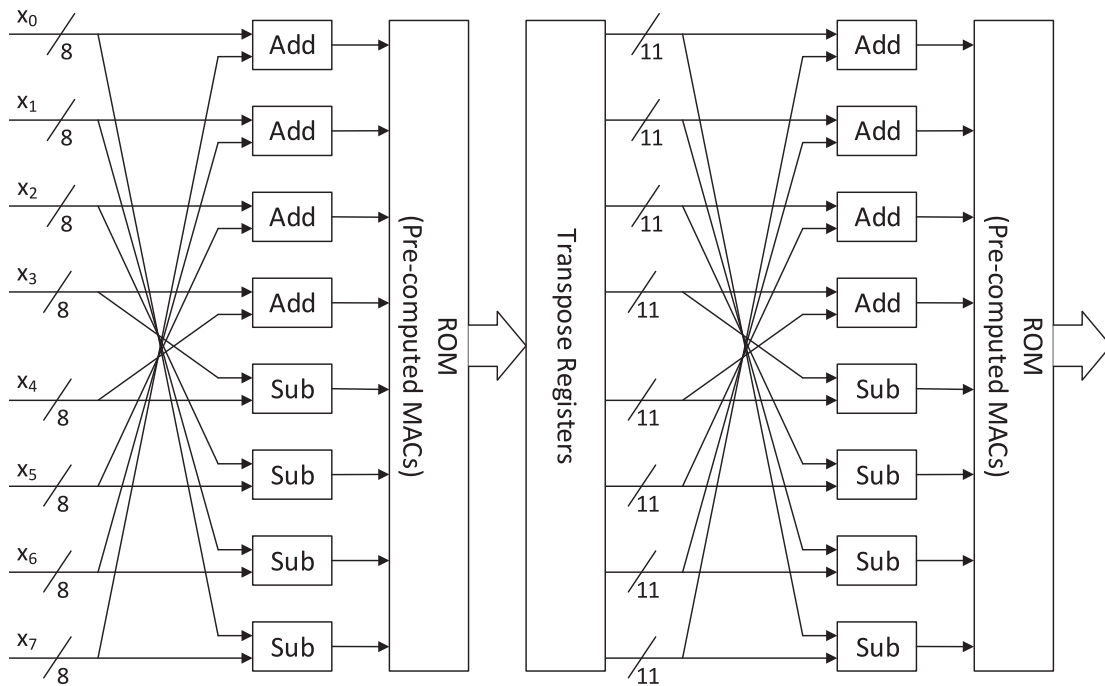 x0
8
Add
11
Add
x1
8
Add
11
Add
x2
8
Add
11
Add
x3
8
Add
11
Add
x4
8
Sub
11
Sub
x5
8
Sub
11
Sub
x6
8
Sub
11
Sub
x7
8
Sub
11
Sub
ROM
(Pre-computed MACs)
Transpose Registers
ROM
(Pre-computed MACs)